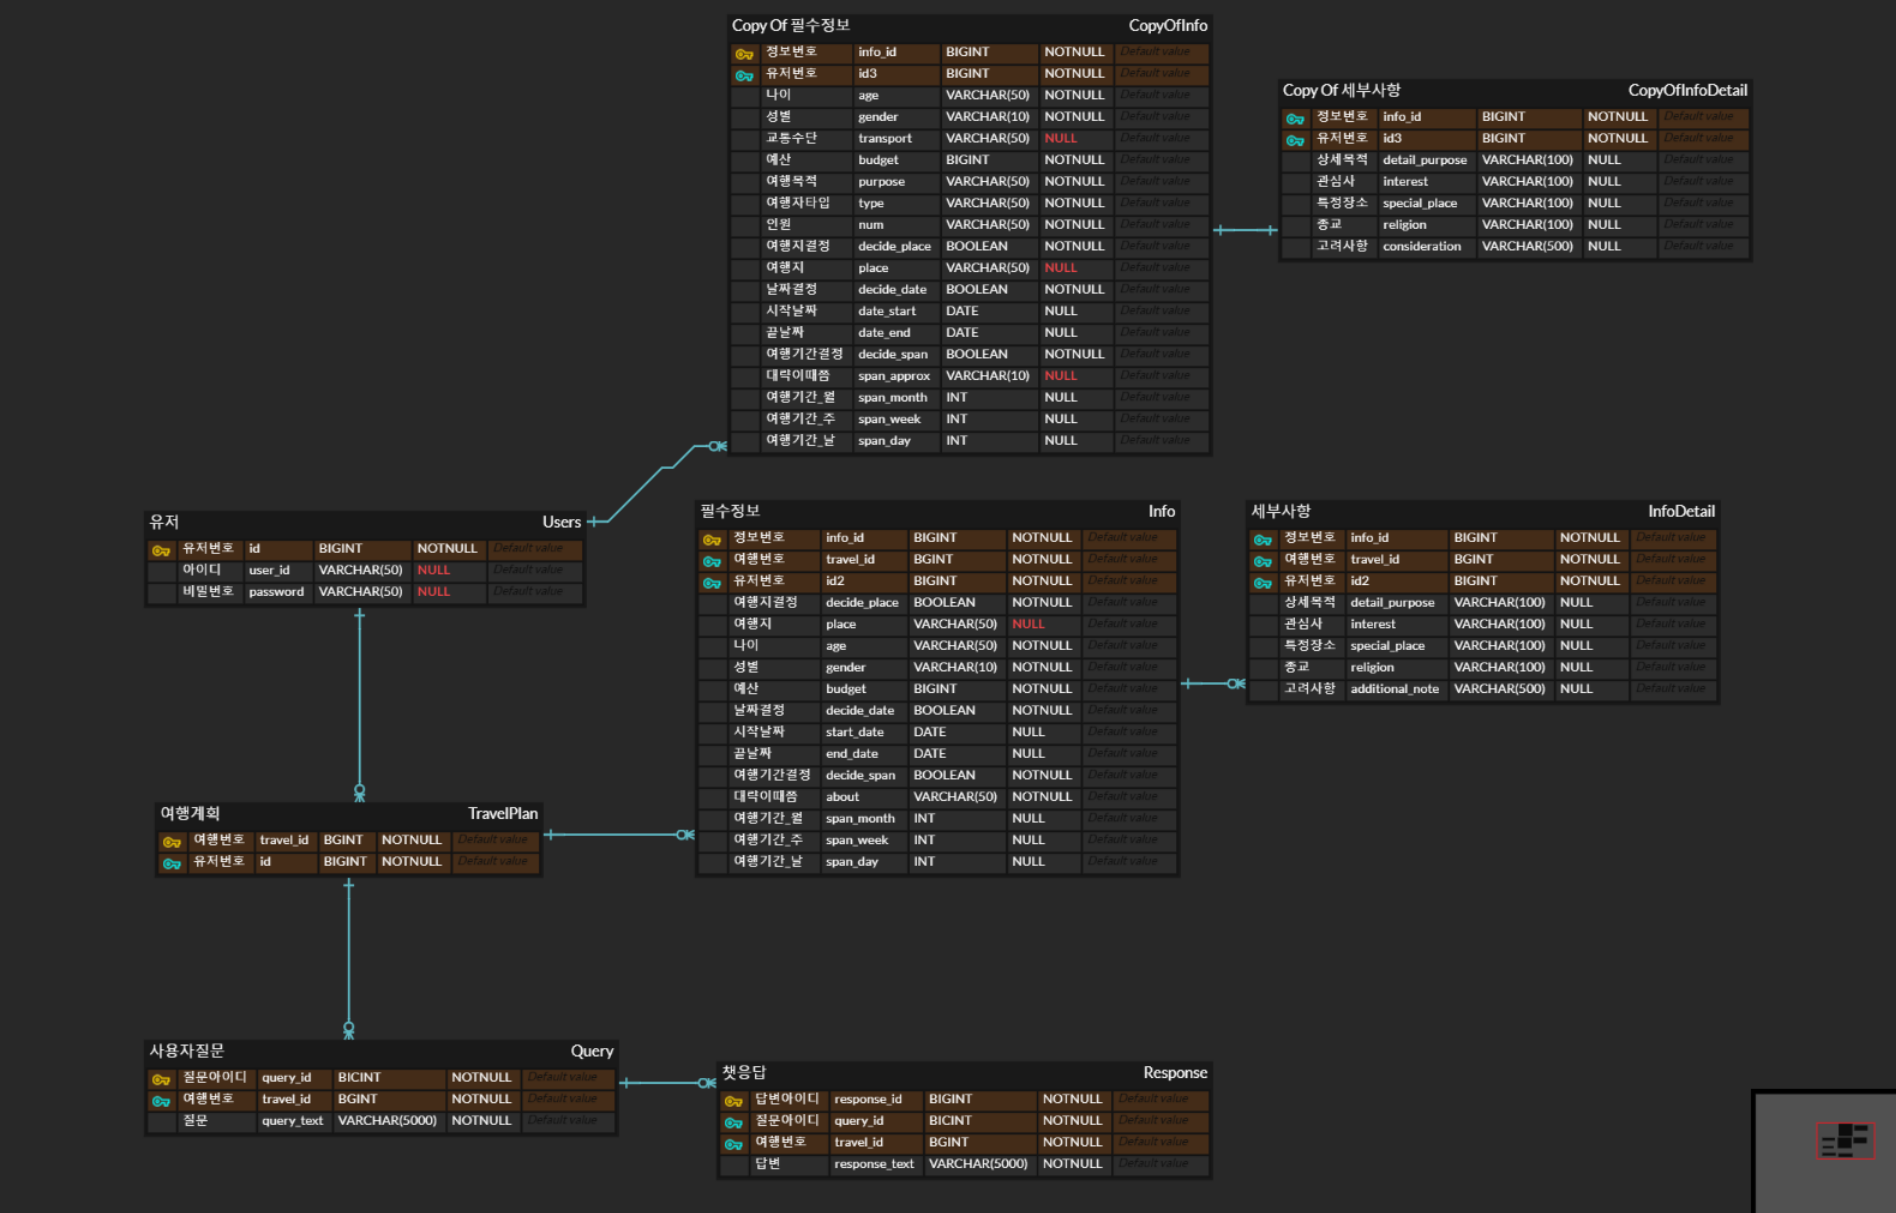 Copy Of 필수정보 CopyOfInfo
정보번호 info_id BIGINT NOTNULL Default value
유저번호 id3 BIGINT NOTNULL Default value
나이 age VARCHAR(50) NOTNULL Default value
성별 gender VARCHAR(10) NOTNULL Default value
교통수단 transport VARCHAR(50) NULL Default value
예산 budget BIGINT NOTNULL Default value
여행목적 purpose VARCHAR(50) NOTNULL Default value
여행자타입 type VARCHAR(50) NOTNULL Default value
인원 num VARCHAR(50) NOTNULL Default value
여행지결정 decide_place BOOLEAN NOTNULL Default value
여행지 place VARCHAR(50) NULL Default value
날짜결정 decide_date BOOLEAN NOTNULL Default value
시작날짜 date_start DATE NULL Default value
끝날짜 date_end DATE NULL Default value
여행기간결정 decide_span BOOLEAN NOTNULL Default value
대략이때쯤 span_approx VARCHAR(10) NULL Default value
여행기간_월 span_month INT NULL Default value
여행기간_주 span_week INT NULL Default value
여행기간_날 span_day INT NULL Default value
Copy Of 세부사항 CopyOfInfoDetail
정보번호 info_id BIGINT NOTNULL Default value
유저번호 id3 BIGINT NOTNULL Default value
상세목적 detail_purpose VARCHAR(100) NULL Default value
관심사 interest VARCHAR(100) NULL Default value
특정장소 special_place VARCHAR(100) NULL Default value
종교 religion VARCHAR(100) NULL Default value
고려사항 consideration VARCHAR(500) NULL Default value
유저 Users
유저번호 id BIGINT NOTNULL Default value
아이디 user_id VARCHAR(50) NULL Default value
비밀번호 password VARCHAR(50) NULL Default value
필수정보 Info
정보번호 info_id BIGINT NOTNULL Default value
여행번호 travel_id BGINT NOTNULL Default value
유저번호 id2 BIGINT NOTNULL Default value
여행지결정 decide_place BOOLEAN NOTNULL Default value
여행지 place VARCHAR(50) NULL Default value
나이 age VARCHAR(50) NOTNULL Default value
성별 gender VARCHAR(10) NOTNULL Default value
예산 budget BIGINT NOTNULL Default value
날짜결정 decide_date BOOLEAN NOTNULL Default value
시작날짜 start_date DATE NULL Default value
끝날짜 end_date DATE NULL Default value
여행기간결정 decide_span BOOLEAN NOTNULL Default value
대략이때쯤 about VARCHAR(50) NOTNULL Default value
여행기간_월 span_month INT NULL Default value
여행기간_주 span_week INT NULL Default value
여행기간_날 span_day INT NULL Default value
세부사항 InfoDetail
정보번호 info_id BIGINT NOTNULL Default value
여행번호 travel_id BGINT NOTNULL Default value
유저번호 id2 BIGINT NOTNULL Default value
상세목적 detail_purpose VARCHAR(100) NULL Default value
관심사 interest VARCHAR(100) NULL Default value
특정장소 special_place VARCHAR(100) NULL Default value
종교 religion VARCHAR(100) NULL Default value
고려사항 additional_note VARCHAR(500) NULL Default value
여행계획 TravelPlan
여행번호 travel_id BGINT NOTNULL Default value
유저번호 id BIGINT NOTNULL Default value
사용자질문 Query
질문아이디 query_id BICINT NOTNULL Default value
여행번호 travel_id BGINT NOTNULL Default value
질문 query_text VARCHAR(5000) NOTNULL Default value
챗응답 Response
답변아이디 response_id BIGINT NOTNULL Default value
질문아이디 query_id BICINT NOTNULL Default value
여행번호 travel_id BGINT NOTNULL Default value
답변 response_text VARCHAR(5000) NOTNULL Default value